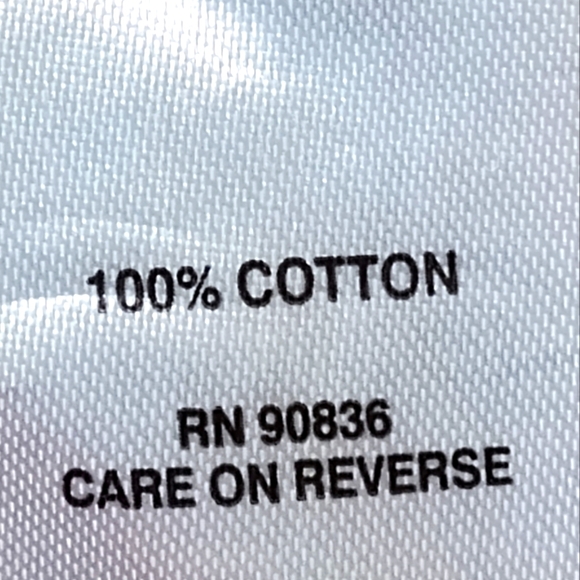 100% COTTON
RN 90836
CARE ON REVERSE